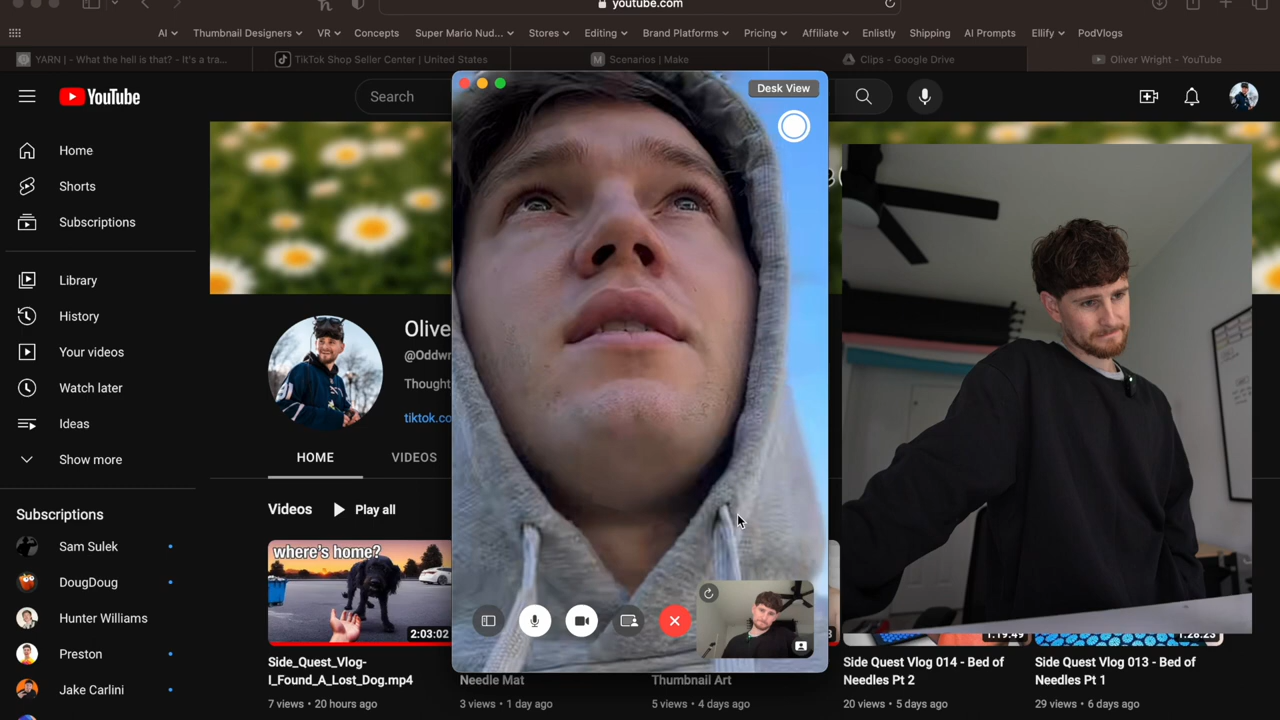 youtube.com
AI
Thumbnail Designers
VR
Concepts
Super Mario Nud...
Stores
Editing
Brand Platforms
Pricing
Affiliate
Enlistly
Shipping
AI Prompts
Ellify
PodVlogs
YARN | - What the hell is that? - It's a tra...
TikTok Shop Seller Center | United States
Scenarios | Make
Clips - Google Drive
Oliver Wright - YouTube
YouTube
Search
Desk View
Home
Shorts
Subscriptions
Library
History
Your videos
Watch later
Ideas
Show more
Subscriptions
Sam Sulek
DougDoug
Hunter Williams
Preston
Jake Carlini
Olive
@Oddwr
Thought
tiktok.co
HOME
VIDEOS
Videos
Play all
where's home?
2:03:02
1:19:49
1:28:23
Side_Quest_Vlog-
I_Found_A_Lost_Dog.mp4
7 views • 20 hours ago
Needle Mat
3 views • 1 day ago
Thumbnail Art
5 views • 4 days ago
Side Quest Vlog 014 - Bed of
Needles Pt 2
20 views • 5 days ago
Side Quest Vlog 013 - Bed of
Needles Pt 1
29 views • 6 days ago